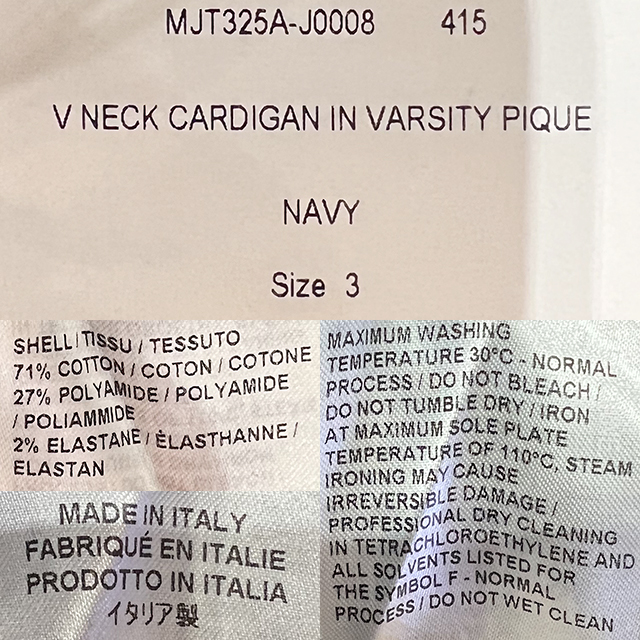 MJT325A-J0008 415
V NECK CARDIGAN IN VARSITY PIQUE
NAVY
Size 3
SHELL / TISSU / TESSUTO
71% COTTON / COTON / COTONE
27% POLYAMIDE / POLYAMIDE
/ POLIAMMIDE
2% ELASTANE / ÈLASTHANNE /
ELASTAN
MADE IN ITALY
FABRIQUÉ EN ITALIE
PRODOTTO IN ITALIA
イタリア製
MAXIMUM WASHING
TEMPERATURE 30°C - NORMAL
PROCESS / DO NOT BLEACH /
DO NOT TUMBLE DRY / IRON
AT MAXIMUM SOLE PLATE
TEMPERATURE OF 110°C, STEAM
IRONING MAY CAUSE
IRREVERSIBLE DAMAGE /
PROFESSIONAL DRY CLEANING
IN TETRACHLOROETHYLENE AND
ALL SOLVENTS LISTED FOR
THE SYMBOL F - NORMAL
PROCESS / DO NOT WET CLEAN